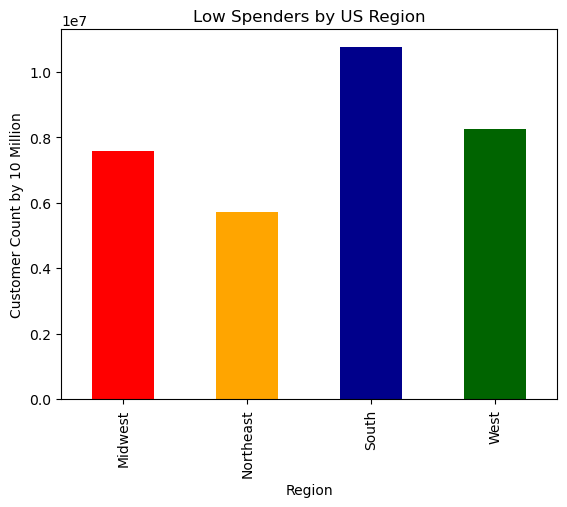 Low Spenders by US Region
1e7
Customer Count by 10 Million
1.0
0.8
0.6
0.4
0.2
0.0
Midwest
Northeast
South
West
Region